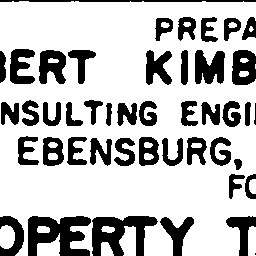 PREPA
BERT KIMB
NSULTING ENGI
EBENSBURG,
FO
OPERTY T